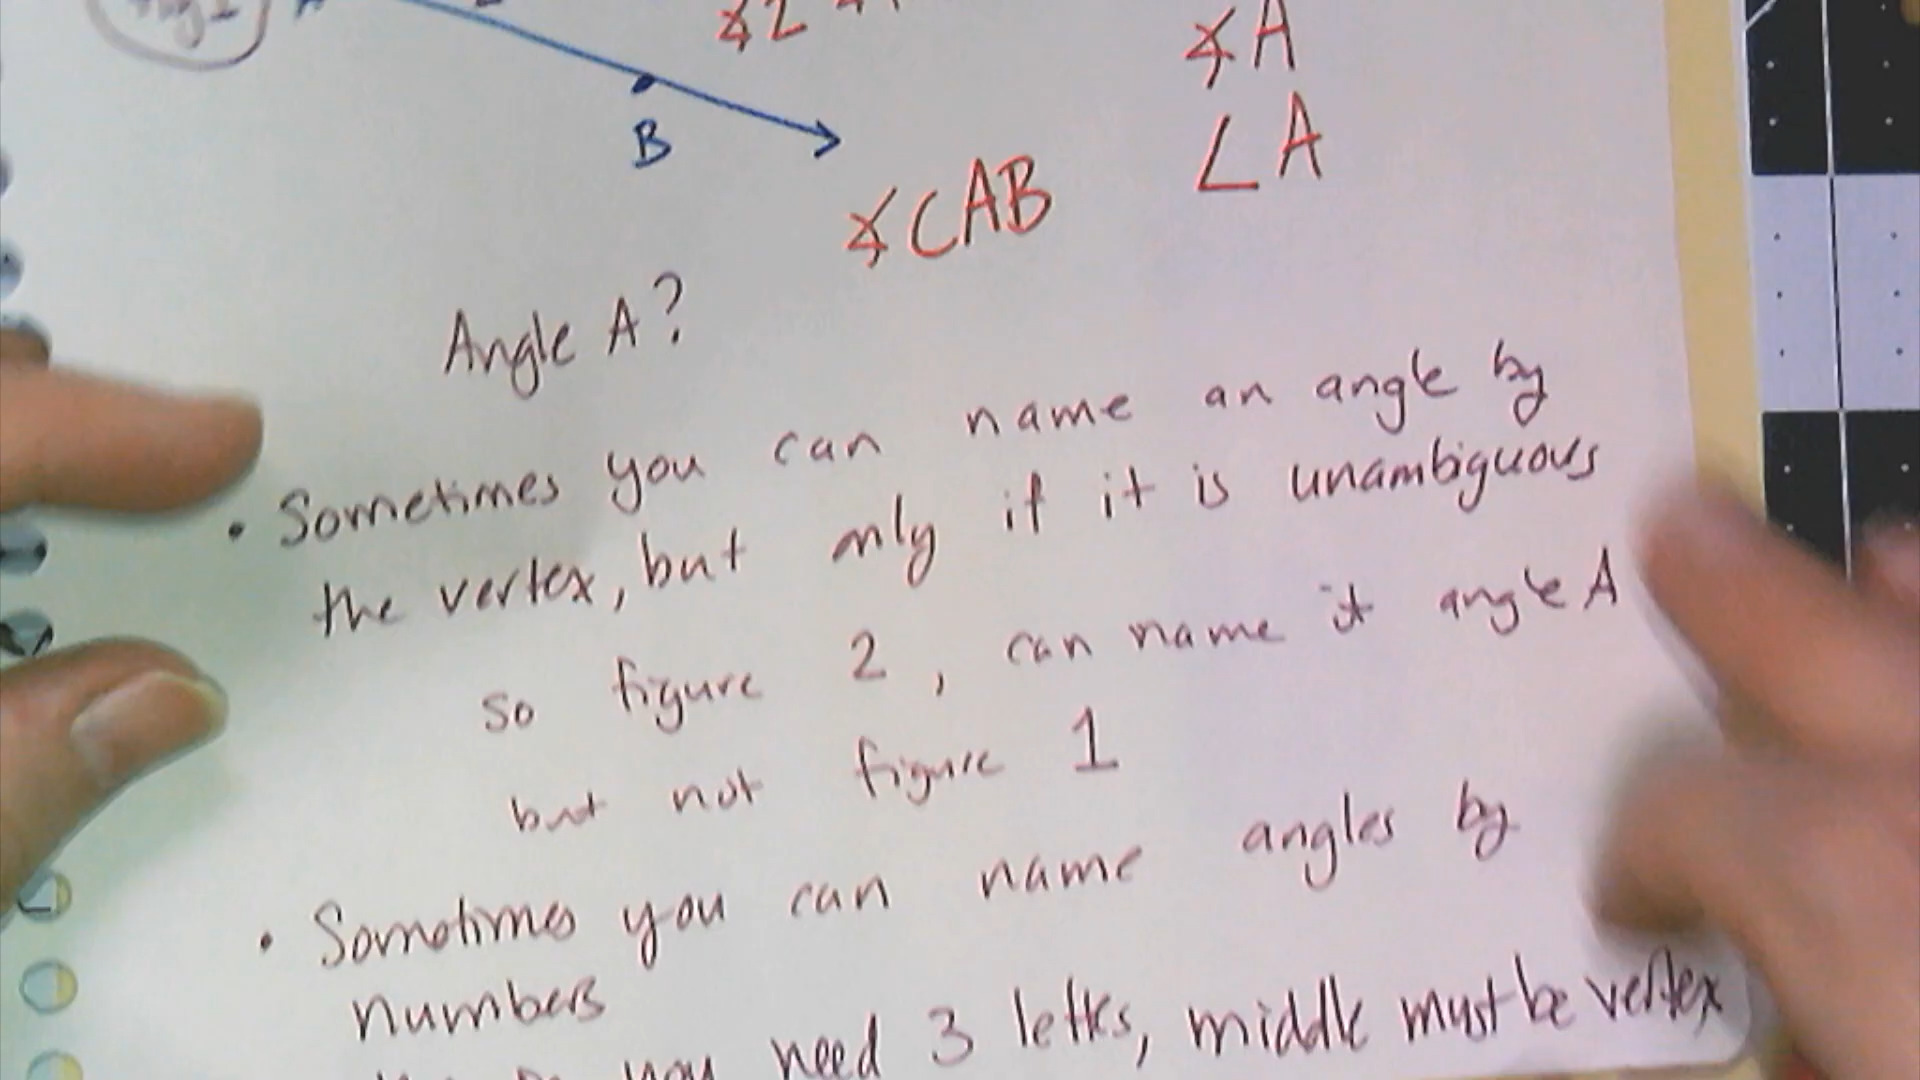 ∡2
∡A
B
∠A
∡CAB
Angle A?
• Sometimes you can name an angle by
the vertex, but only if it is unambiguous
so figure 2, can name it angle A
but not figure 1
• Sometimes you can name angles by
numbers
you need 3 letters, middle must be vertex